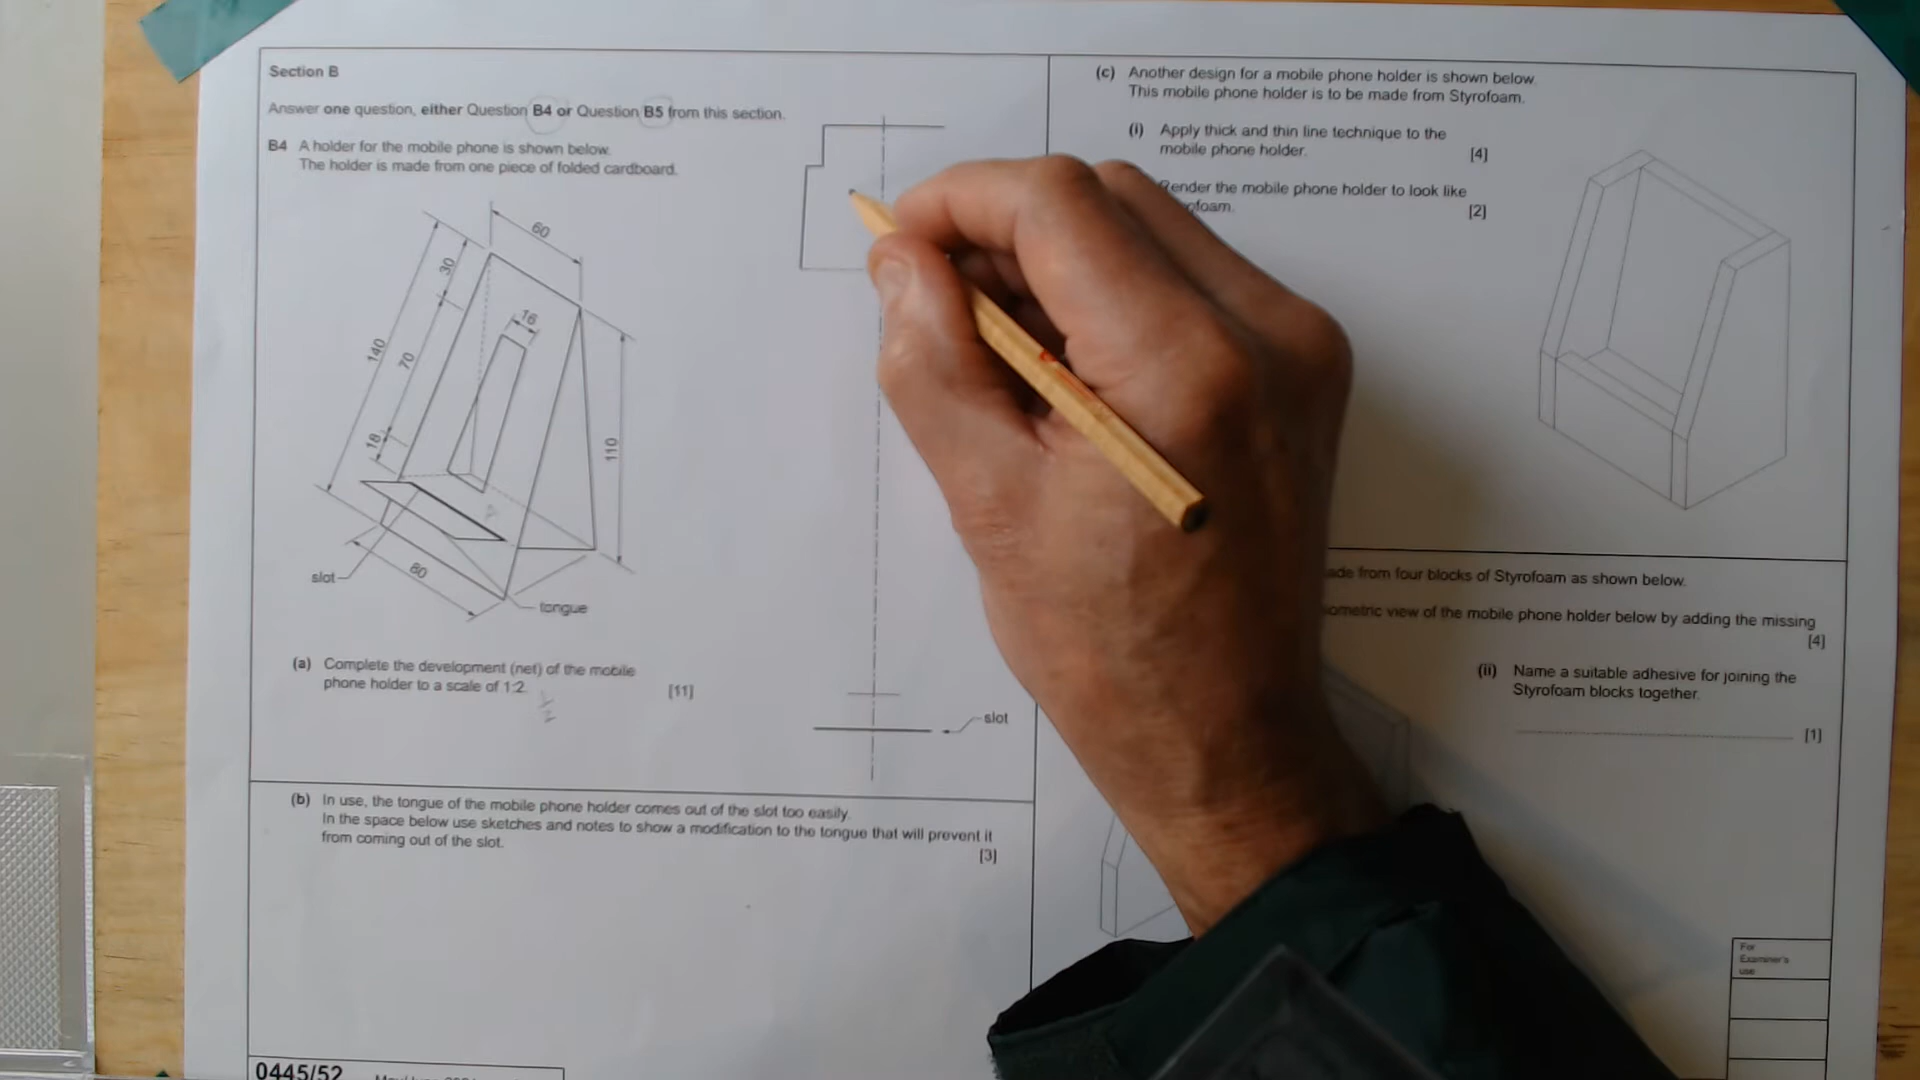 Section B
Answer one question, either Question B4 or Question B5 from this section.
B4 A holder for the mobile phone is shown below.
The holder is made from one piece of folded cardboard.
60
30
16
140
70
110
18
80
slot
tongue
(a) Complete the development (net) of the mobile
phone holder to a scale of 1:2. [11]
1/2
slot
(b) In use, the tongue of the mobile phone holder comes out of the slot too easily.
In the space below use sketches and notes to show a modification to the tongue that will prevent it
from coming out of the slot.
[3]
0445/52
(c) Another design for a mobile phone holder is shown below.
This mobile phone holder is to be made from Styrofoam.
(i) Apply thick and thin line technique to the
mobile phone holder. [4]
Render the mobile phone holder to look like
[2]
from four blocks of Styrofoam as shown below.
view of the mobile phone holder below by adding the missing
[4]
(ii) Name a suitable adhesive for joining the
Styrofoam blocks together.
[1]
For
Examiner's
use